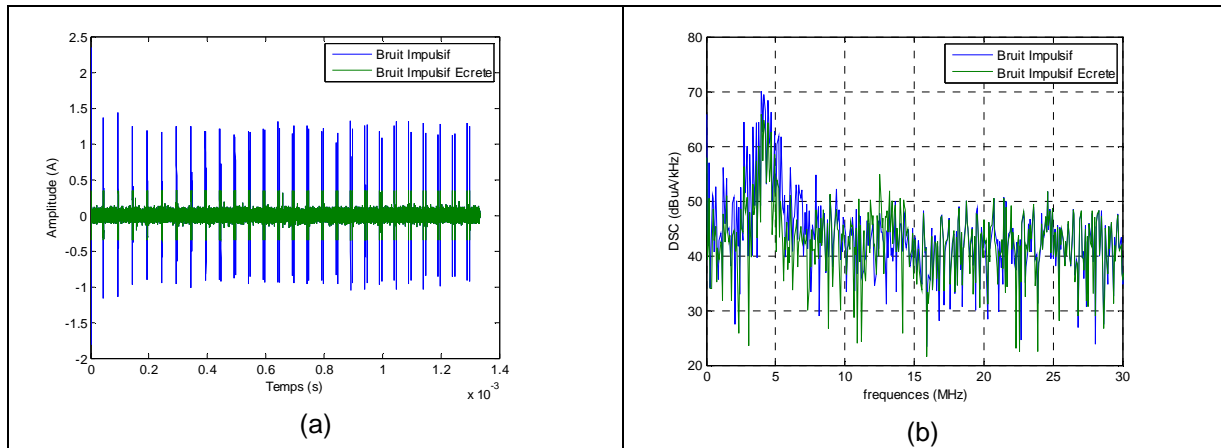 2.5
2
1.5
1
0.5
0
-0.5
-1
-1.5
-2
Amplitude (A)
Bruit Impulsif
Bruit Impulsif Ecrete
0 0.2 0.4 0.6 0.8 1 1.2 1.4
x 10⁻³
Temps (s)
(a)
80
70
60
50
40
30
20
DSC (dBuA/kHz)
Bruit Impulsif
Bruit Impulsif Ecrete
0 5 10 15 20 25 30
frequences (MHz)
(b)